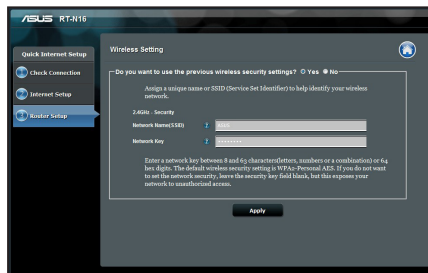 ASUS RT-N16
Quick Internet Setup
1 Check Connection
2 Internet Setup
3 Router Setup
Wireless Setting
Do you want to use the previous wireless security settings? Yes No
Assign a unique name or SSID (Service Set Identifier) to help identify your wireless
network.
2.4GHz - Security
Network Name(SSID) ?
Network Key ? ********
Enter a network key between 8 and 63 characters(letters, numbers or a combination) or 64
hex digits. The default wireless security setting is WPA2-Personal AES. If you do not want
to set the network security, leave the security key field blank, but this exposes your
network to unauthorized access.
Apply